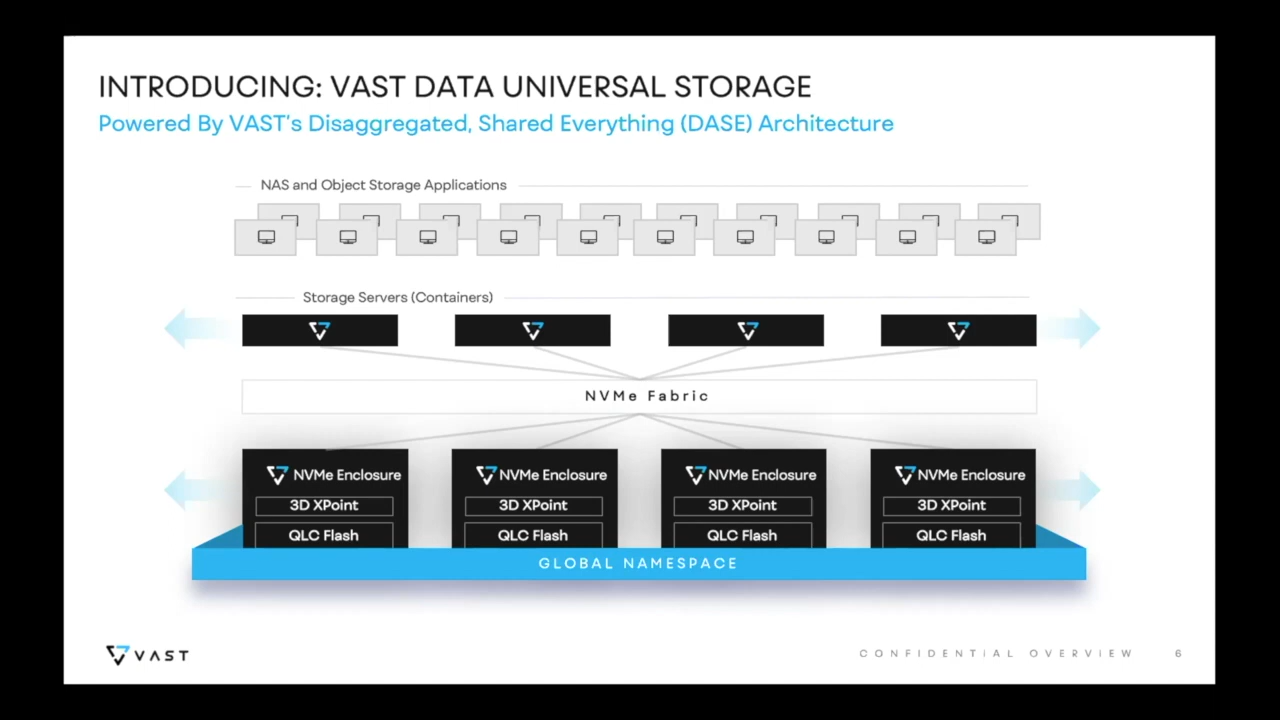 INTRODUCING: VAST DATA UNIVERSAL STORAGE
Powered By VAST's Disaggregated, Shared Everything (DASE) Architecture
NAS and Object Storage Applications
Storage Servers (Containers)
NVMe Fabric
NVMe Enclosure NVMe Enclosure NVMe Enclosure NVMe Enclosure
3D XPoint 3D XPoint 3D XPoint 3D XPoint
QLC Flash QLC Flash QLC Flash QLC Flash
GLOBAL NAMESPACE
VAST
CONFIDENTIAL OVERVIEW 6